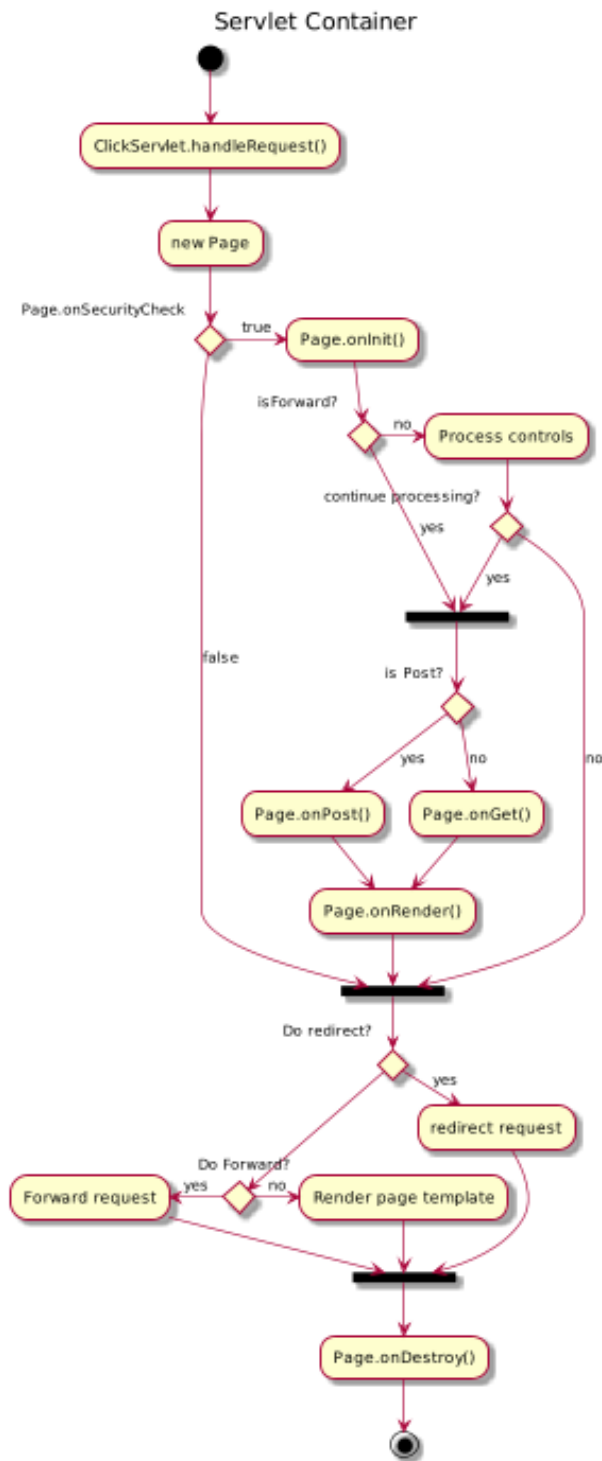 Servlet Container
ClickServlet.handleRequest()
new Page
Page.onSecurityCheck
true
Page.onInit()
isForward?
no
Process controls
continue processing?
yes
yes
false
is Post?
yes
no
no
Page.onPost()
Page.onGet()
Page.onRender()
Do redirect?
yes
redirect request
Do Forward?
Forward request
yes
no
Render page template
Page.onDestroy()